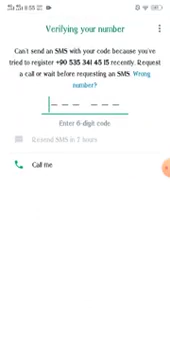 0:55
Verifying your number
Can't send an SMS with your code because you've
tried to register +90 535 341 45 15 recently. Request
a call or wait before requesting an SMS. Wrong
number?
Enter 6-digit code
Resend SMS in 7 hours
Call me